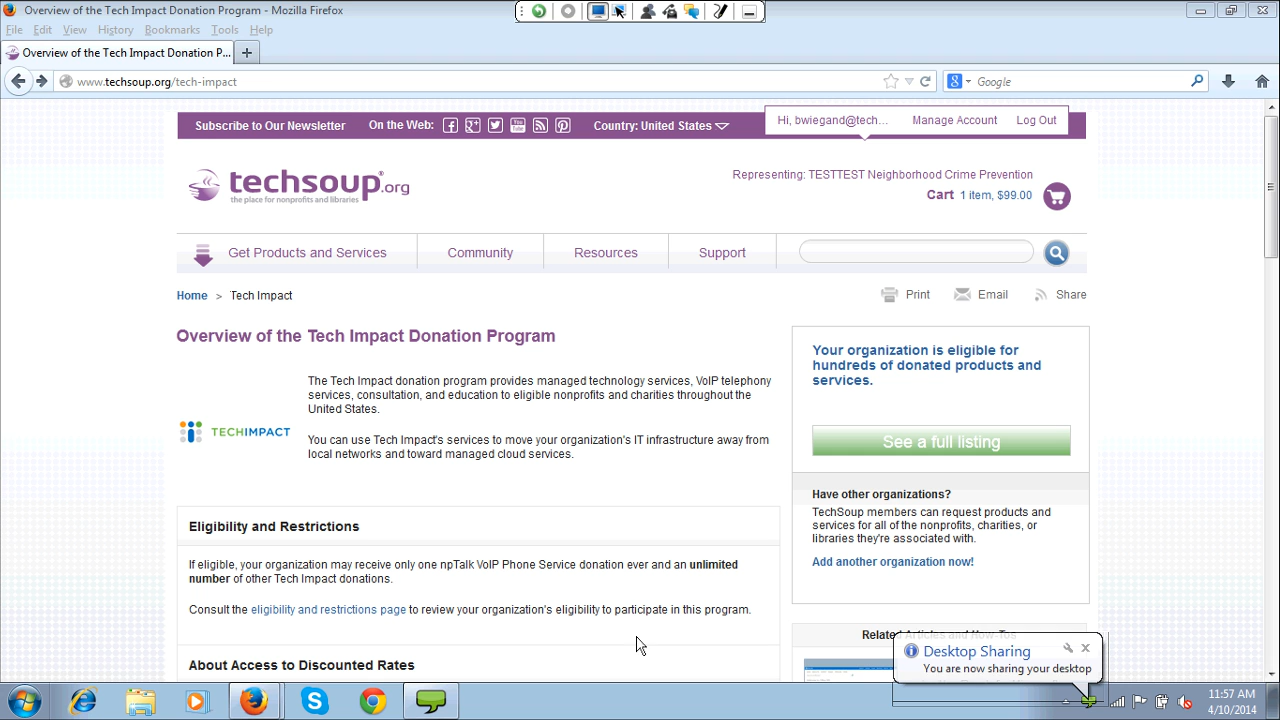 Overview of the Tech Impact Donation Program - Mozilla Firefox
File Edit View History Bookmarks Tools Help
Overview of the Tech Impact Donation P... +
www.techsoup.org/tech-impact
Google
Subscribe to Our Newsletter On the Web: Country: United States
Hi, bwiegand@tech... Manage Account Log Out
techsoup.org
the place for nonprofits and libraries
Representing: TESTTEST Neighborhood Crime Prevention
Cart 1 item, $99.00
Get Products and Services Community Resources Support
Home > Tech Impact
Print Email Share
Overview of the Tech Impact Donation Program
TECHIMPACT
The Tech Impact donation program provides managed technology services, VoIP telephony
services, consultation, and education to eligible nonprofits and charities throughout the
United States.
You can use Tech Impact's services to move your organization's IT infrastructure away from
local networks and toward managed cloud services.
Eligibility and Restrictions
If eligible, your organization may receive only one npTalk VoIP Phone Service donation ever and an unlimited
number of other Tech Impact donations.
Consult the eligibility and restrictions page to review your organization's eligibility to participate in this program.
About Access to Discounted Rates
Your organization is eligible for
hundreds of donated products and
services.
See a full listing
Have other organizations?
TechSoup members can request products and
services for all of the nonprofits, charities, or
libraries they're associated with.
Add another organization now!
Related Articles and How-Tos
Desktop Sharing
You are now sharing your desktop
11:57 AM
4/10/2014